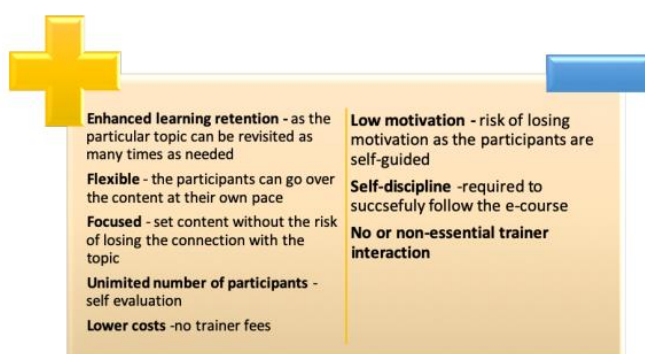 Enhanced learning retention - as the
particular topic can be revisited as
many times as needed
Flexible - the participants can go over
the content at their own pace
Focused - set content without the risk
of losing the connection with the
topic
Unimited number of participants -
self evaluation
Lower costs -no trainer fees
Low motivation - risk of losing
motivation as the participants are
self-guided
Self-discipline -required to
succsefuly follow the e-course
No or non-essential trainer
interaction